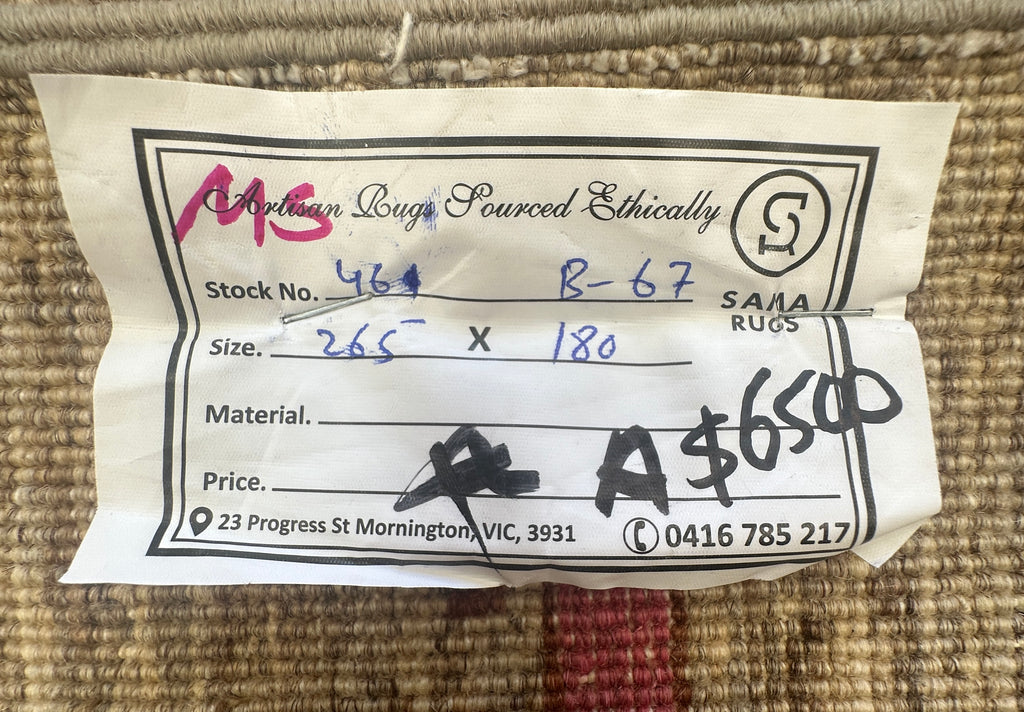 MS
Artisan Rugs Sourced Ethically
Stock No. 461 B-67
SAMA
RUGS
Size. 265 X 180
Material.
Price. A $6500
23 Progress St Mornington, VIC, 3931 0416 785 217